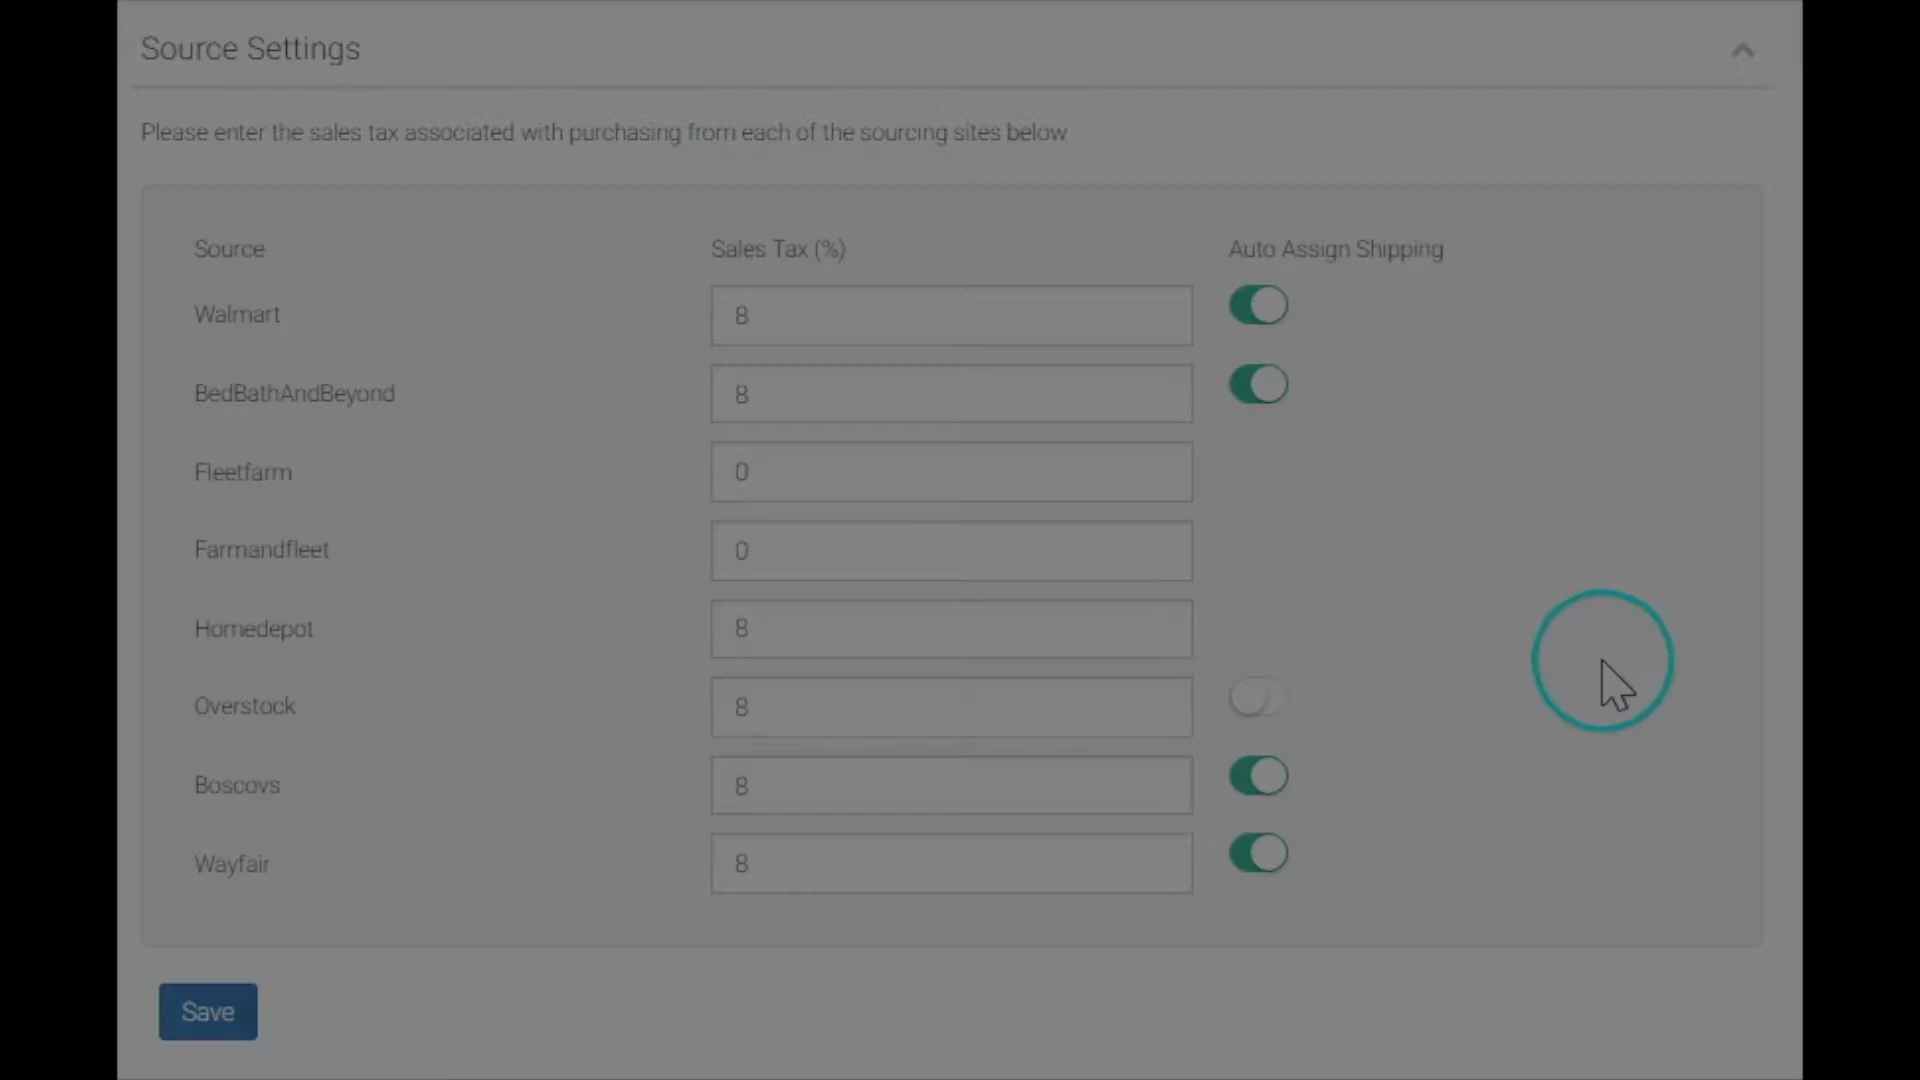 Source Settings
Please enter the sales tax associated with purchasing from each of the sourcing sites below
Source Sales Tax (%) Auto Assign Shipping
Walmart 8
BedBathAndBeyond 8
Fleetfarm 0
Farmandfleet 0
Homedepot 8
Overstock 8
Boscovs 8
Wayfair 8
Save